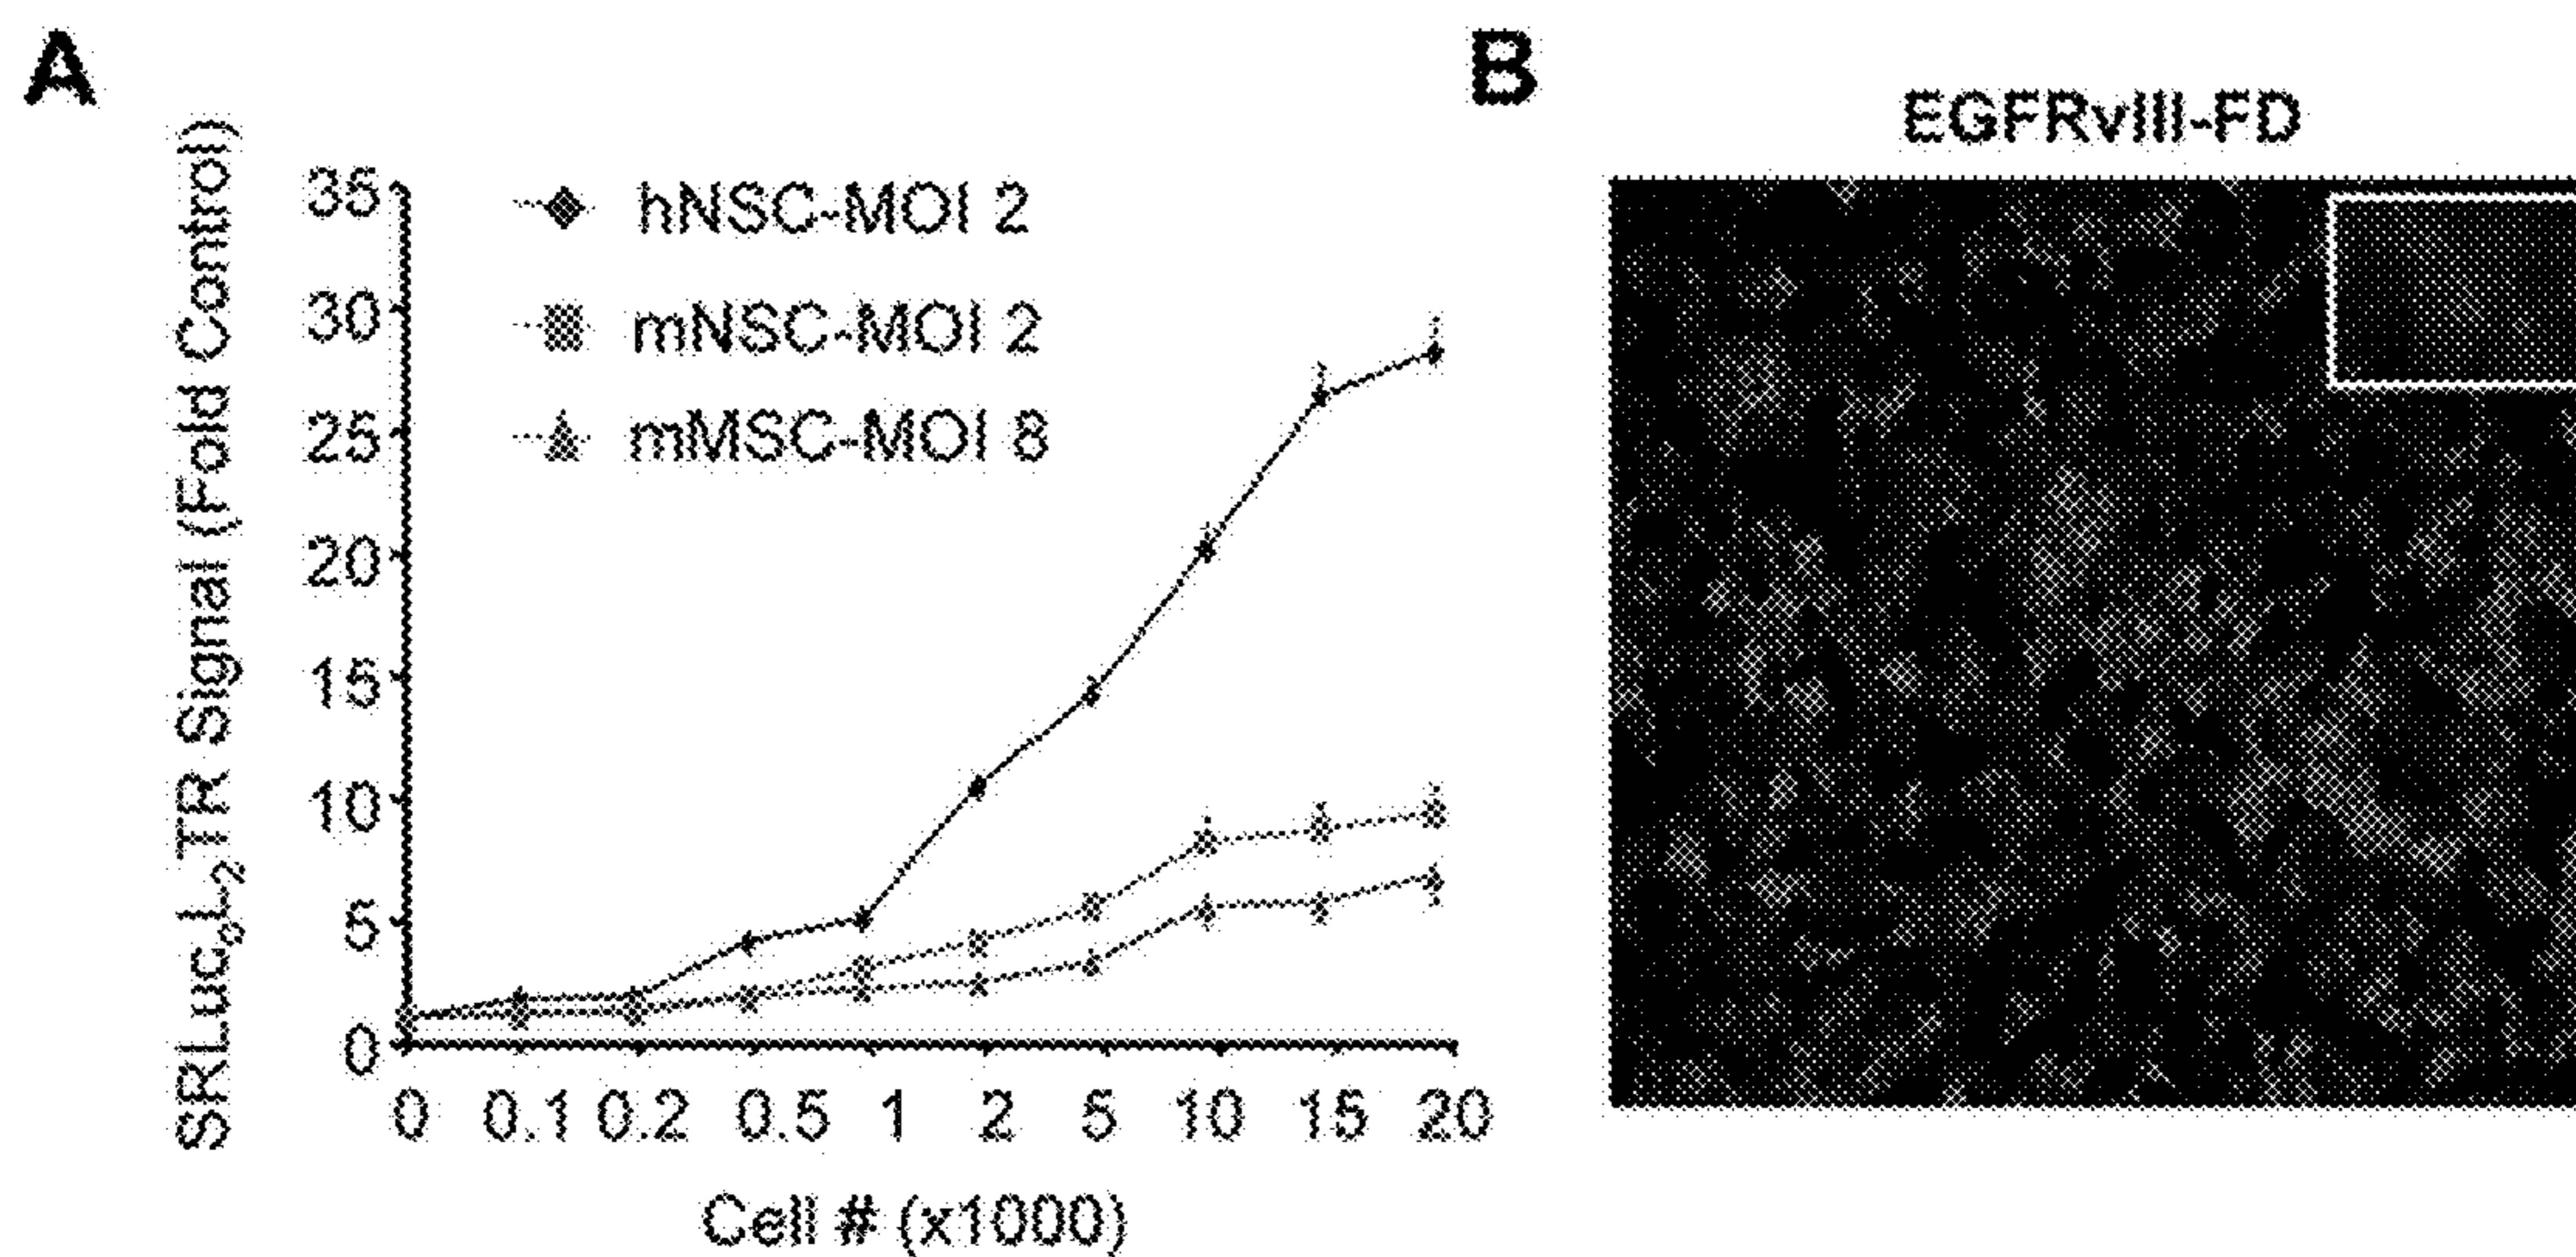 A
B
EGFRvIII-FD
SRLucₒL₂TR Signal (Fold Control)
35
30
25
20
15
10
5
0
hNSC-MOI 2
mNSC-MOI 2
mMSC-MOI 8
0 0.1 0.2 0.5 1 2 5 10 15 20
Cell # (x1000)